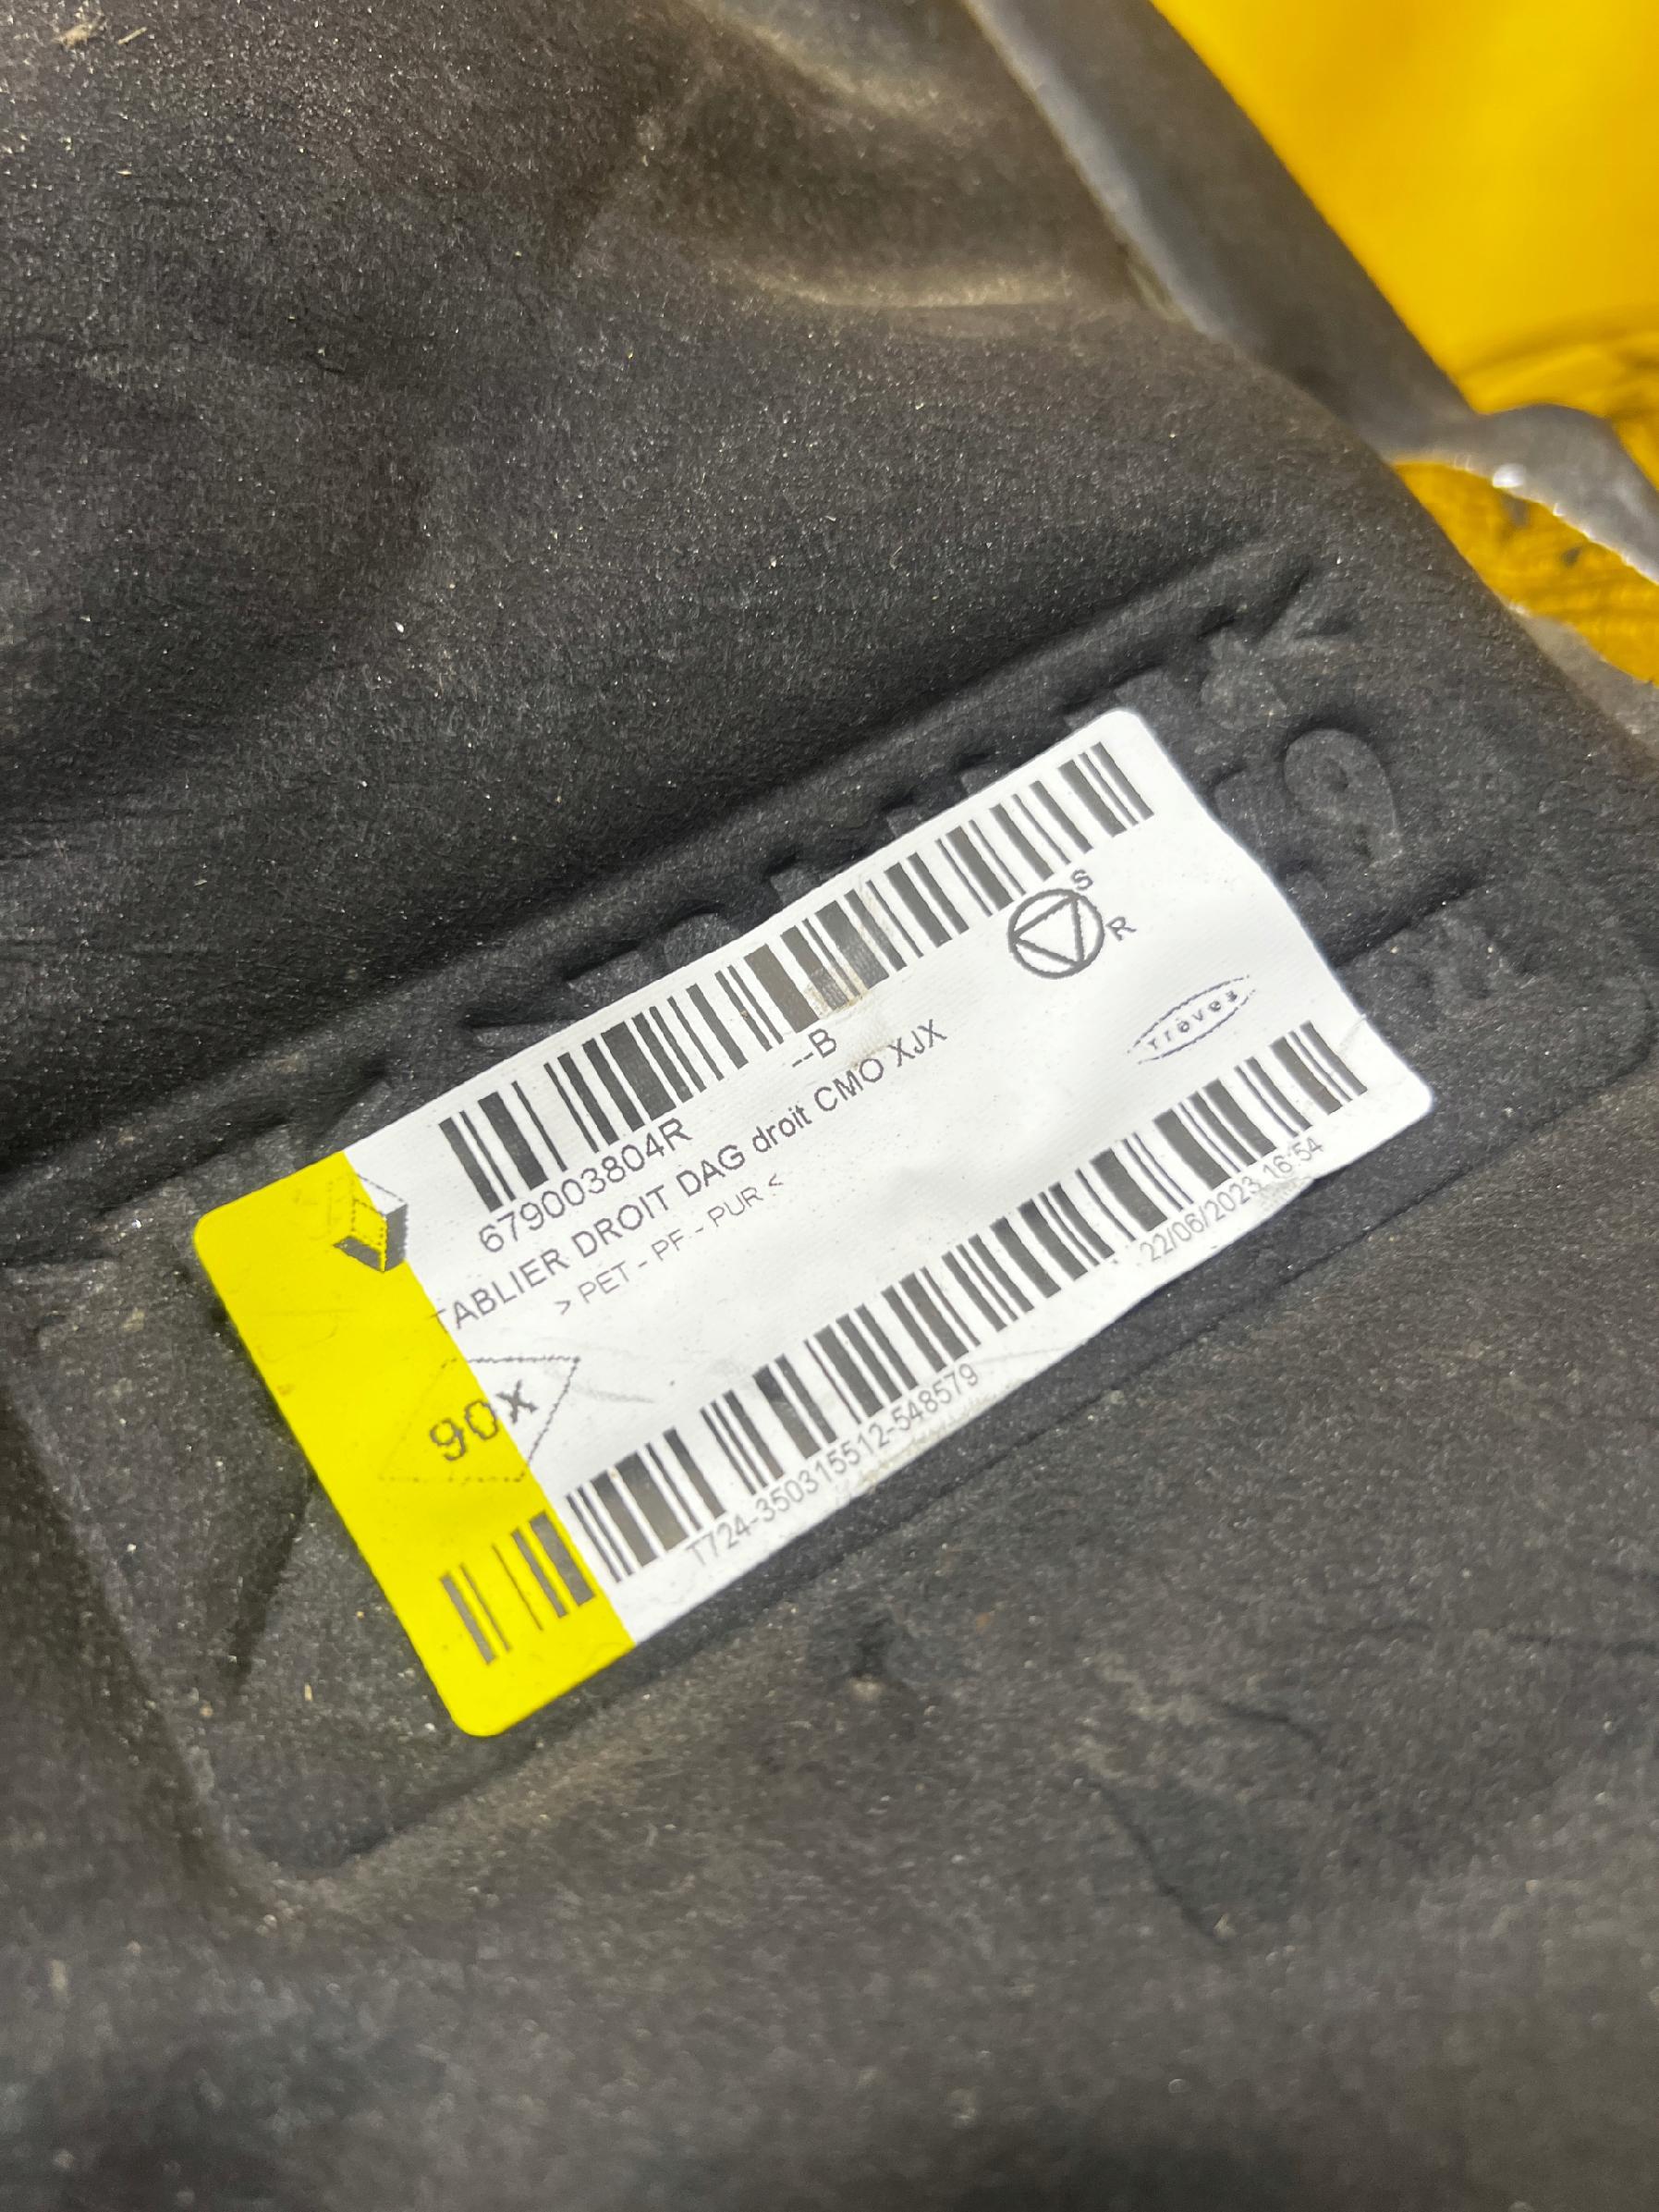 679003804R
--B
TABLIER DROIT DAG droit CMO XJX
> PET - PF - PUR <
S
R
Trèves
90X
T724-350315512-548579
22/06/2023 16:54